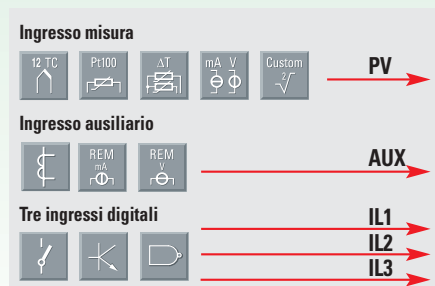 Ingresso misura
12 TC
Pt100
ΔT
mA V
Custom
2√
PV
Ingresso ausiliario
REM
mA
REM
V
AUX
Tre ingressi digitali
IL1
IL2
IL3